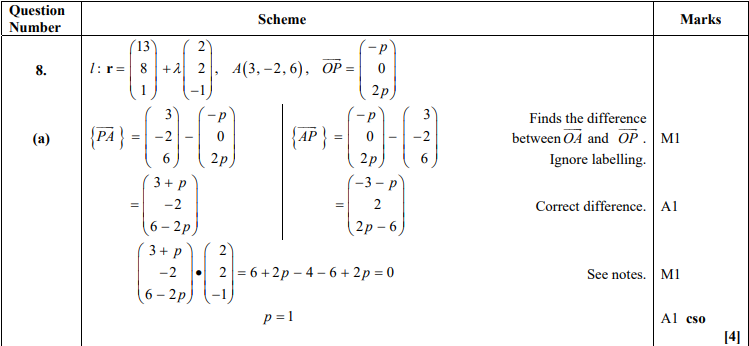 Question Number Scheme Marks
8. l : r = (13 8 1) + λ (2 2 −1), A(3, −2, 6), OP = (−p 0 2p)
(a) {PA} = (3 −2 6) − (−p 0 2p) {AP} = (−p 0 2p) − (3 −2 6) Finds the difference between OA and OP. Ignore labelling. M1
= (3 + p −2 6 − 2p) = (−3 − p 2 2p − 6) Correct difference. A1
(3 + p −2 6 − 2p) • (2 2 −1) = 6 + 2p − 4 − 6 + 2p = 0 See notes. M1
p = 1 A1 cso
[4]